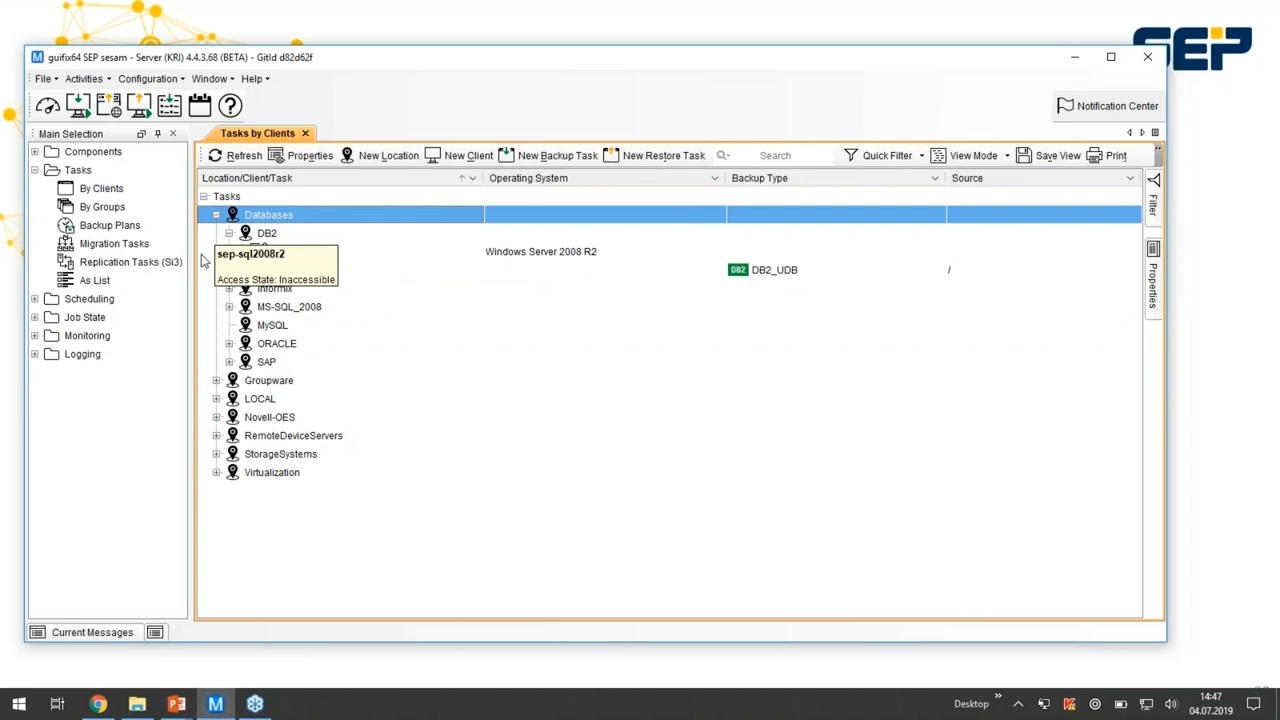 SEP
guifix64 SEP sesam - Server (KRI) 4.4.3.68 (BETA) - GitId d82d62f
File Activities Configuration Window Help
Notification Center
Main Selection
Tasks by Clients
Components
Tasks
By Clients
By Groups
Backup Plans
Migration Tasks
Replication Tasks (Si3)
As List
Scheduling
Job State
Monitoring
Logging
Refresh Properties New Location New Client New Backup Task New Restore Task Search Quick Filter View Mode Save View Print
Location/Client/Task Operating System Backup Type Source
Tasks
Databases
DB2
sep-sql2008r2
Access State: Inaccessible
Windows Server 2008 R2
DB2 DB2_UDB /
Informix
MS-SQL_2008
MySQL
ORACLE
SAP
Groupware
LOCAL
Novell-OES
RemoteDeviceServers
StorageSystems
Virtualization
Filter
Properties
Current Messages
Desktop
14:47
04.07.2019